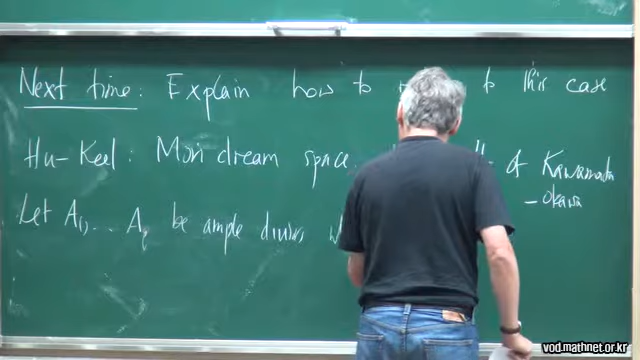 Next time: Explain how to to this case
Hu-Keel: Mori dream space. of Kawamata
- Okawa
Let A1, ... Aq be ample divisors
vod.mathnet.or.kr